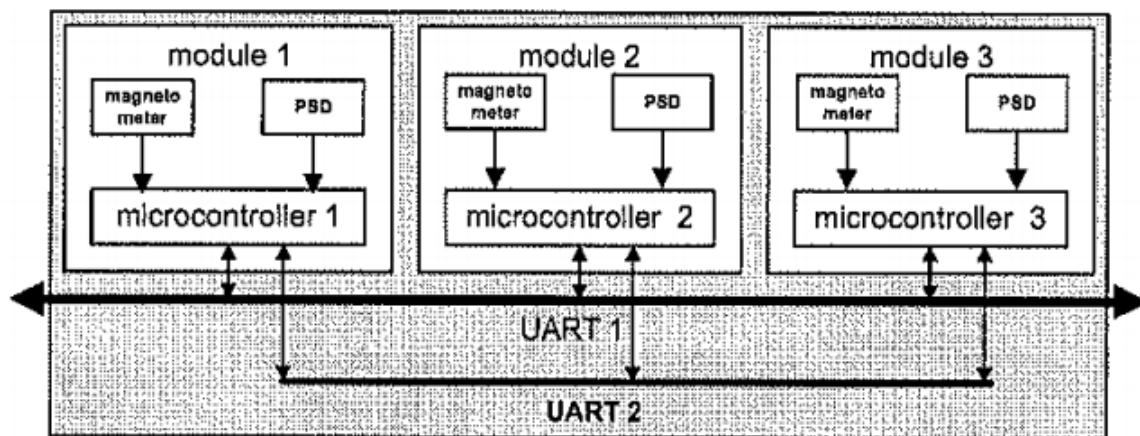 module 1
module 2
module 3
magneto
meter
PSD
magneto
meter
PSD
magneto
meter
PSD
microcontroller 1
microcontroller 2
microcontroller 3
UART 1
UART 2